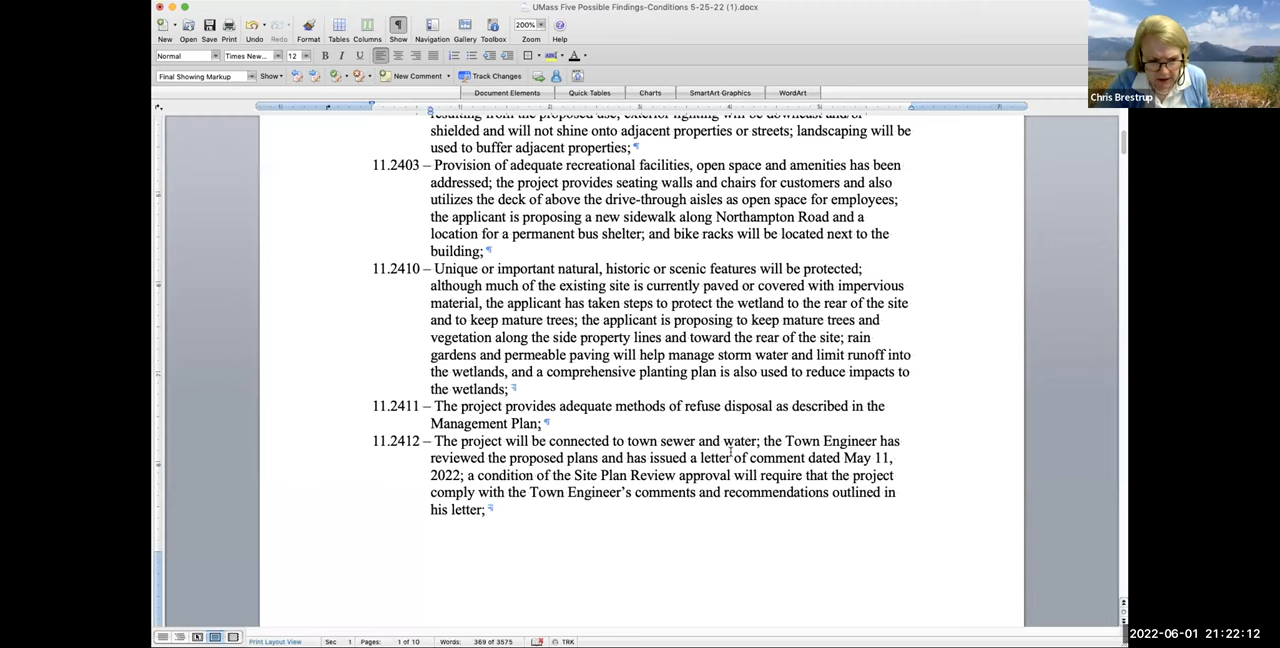 UMass Five Possible Findings-Conditions 5-25-22 (1).docx
200%
New Open Save Print Undo Redo Format Tables Columns Show Navigation Gallery Toolbox Zoom Help
Normal Times New... 12 B I U
Final Showing Markup Show New Comment Track Changes
Document Elements Quick Tables Charts SmartArt Graphics WordArt
Chris Brestrup
resulting from the proposed use; exterior lighting will be downcast and/or
shielded and will not shine onto adjacent properties or streets; landscaping will be
used to buffer adjacent properties;¶
11.2403 – Provision of adequate recreational facilities, open space and amenities has been
addressed; the project provides seating walls and chairs for customers and also
utilizes the deck of above the drive-through aisles as open space for employees;
the applicant is proposing a new sidewalk along Northampton Road and a
location for a permanent bus shelter; and bike racks will be located next to the
building;¶
11.2410 – Unique or important natural, historic or scenic features will be protected;
although much of the existing site is currently paved or covered with impervious
material, the applicant has taken steps to protect the wetland to the rear of the site
and to keep mature trees; the applicant is proposing to keep mature trees and
vegetation along the side property lines and toward the rear of the site; rain
gardens and permeable paving will help manage storm water and limit runoff into
the wetlands, and a comprehensive planting plan is also used to reduce impacts to
the wetlands;¶
11.2411 – The project provides adequate methods of refuse disposal as described in the
Management Plan;¶
11.2412 – The project will be connected to town sewer and water; the Town Engineer has
reviewed the proposed plans and has issued a letter of comment dated May 11,
2022; a condition of the Site Plan Review approval will require that the project
comply with the Town Engineer's comments and recommendations outlined in
his letter;¶
Print Layout View Sec 1 Pages: 1 of 10 Words: 369 of 3575 TRK
2022-06-01 21:22:12